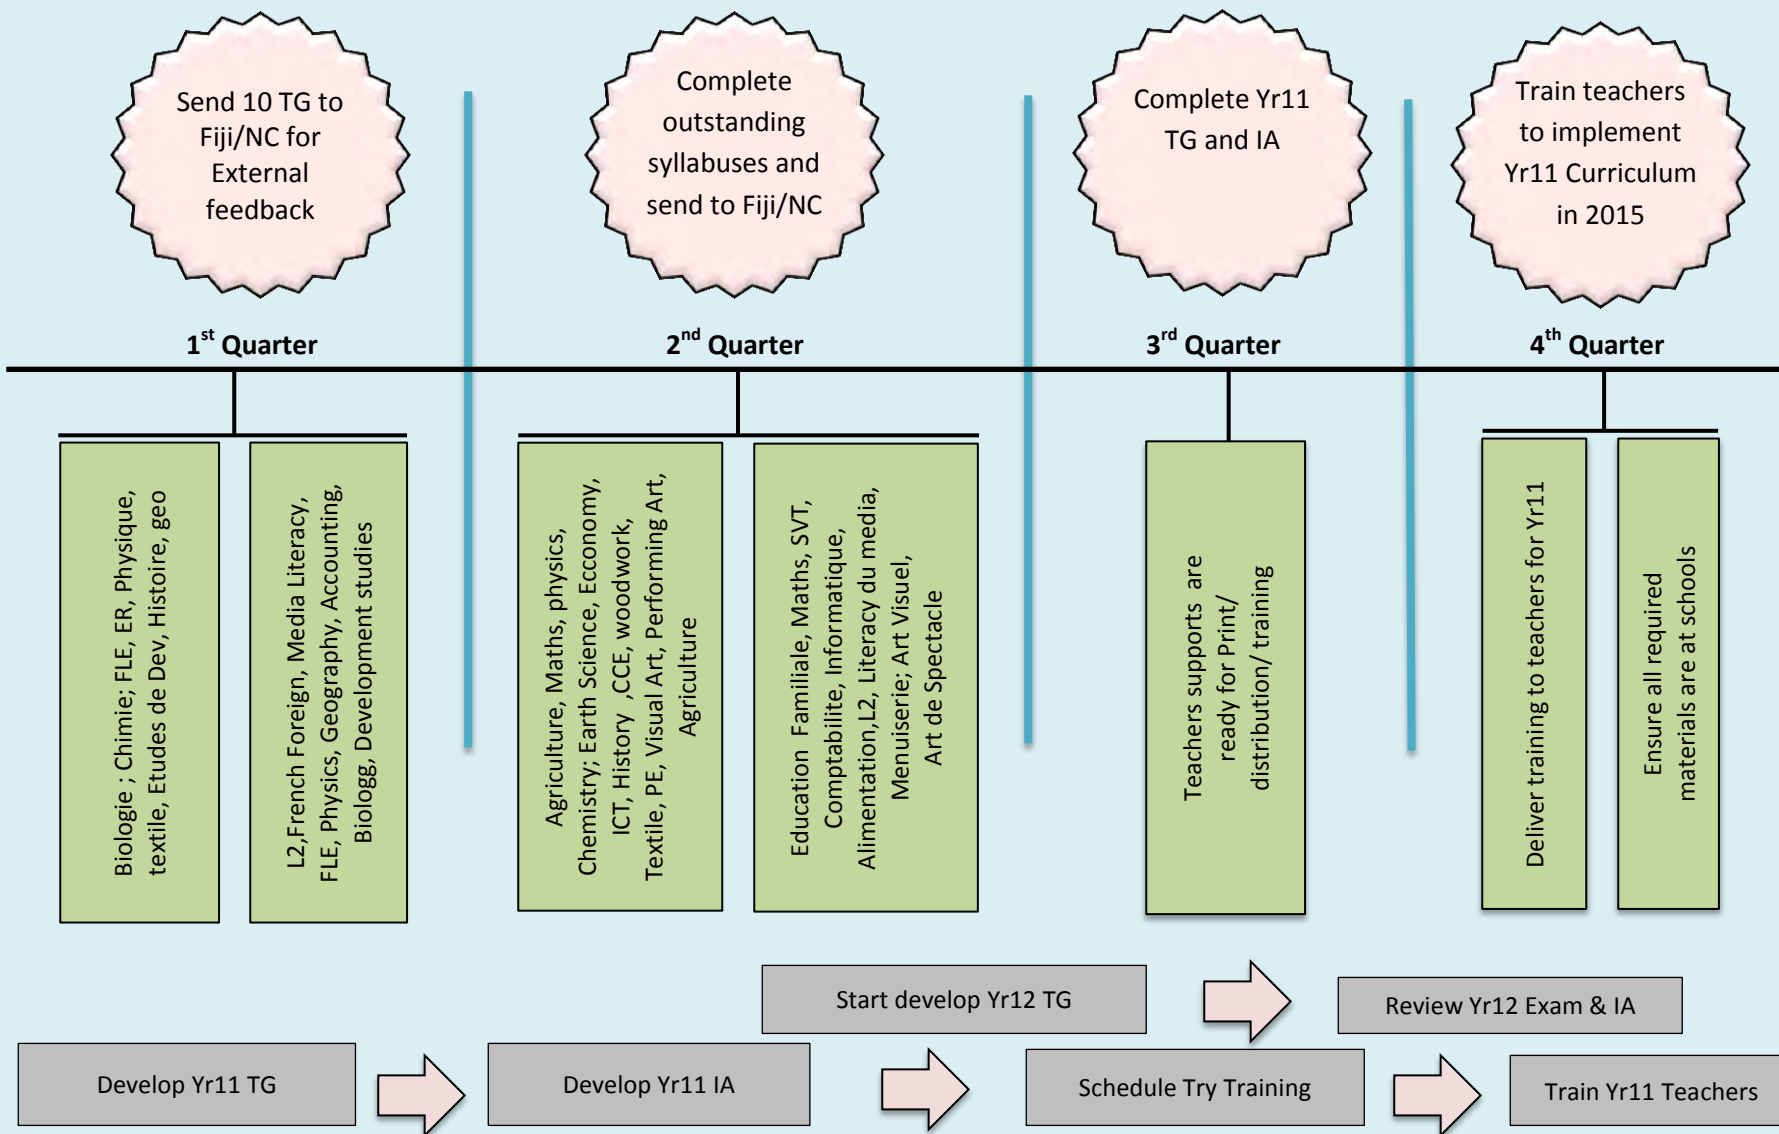 Send 10 TG to
Fiji/NC for
External
feedback
Complete
outstanding
syllabuses and
send to Fiji/NC
Complete Yr11
TG and IA
Train teachers
to implement
Yr11 Curriculum
in 2015
1st Quarter
2nd Quarter
3rd Quarter
4th Quarter
Biologie ; Chimie; FLE, ER, Physique,
textile, Etudes de Dev, Histoire, geo
L2,French Foreign, Media Literacy,
FLE, Physics, Geography, Accounting,
Biologg, Development studies
Agriculture, Maths, physics,
Chemistry; Earth Science, Ecconomy,
ICT, History ,CCE, woodwork,
Textile, PE, Visual Art, Performing Art,
Agriculture
Education Familiale, Maths, SVT,
Comptabilite, Informatique,
Alimentation,L2, Literacy du media,
Menuiserie; Art Visuel,
Art de Spectacle
Teachers supports are
ready for Print/
distribution/ training
Deliver training to teachers for Yr11
Ensure all required
materials are at schools
Start develop Yr12 TG
Review Yr12 Exam & IA
Develop Yr11 TG
Develop Yr11 IA
Schedule Try Training
Train Yr11 Teachers